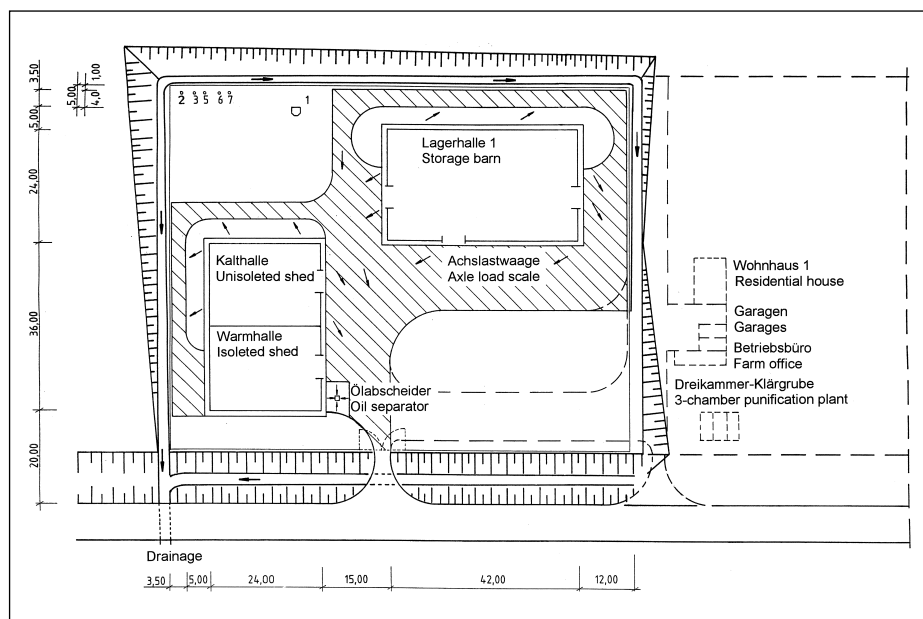 3,50
1,00
5,00
4,0
5,00
24,00
36,00
20,00
2 3 5 6 7
1
Lagerhalle 1
Storage barn
Kalthalle
Unisoleted shed
Achslastwaage
Axle load scale
Warmhalle
Isoleted shed
Ölabscheider
Oil separator
Wohnhaus 1
Residential house
Garagen
Garages
Betriebsbüro
Farm office
Dreikammer-Klärgrube
3-chamber punification plant
Drainage
3,50 5,00 24,00 15,00 42,00 12,00